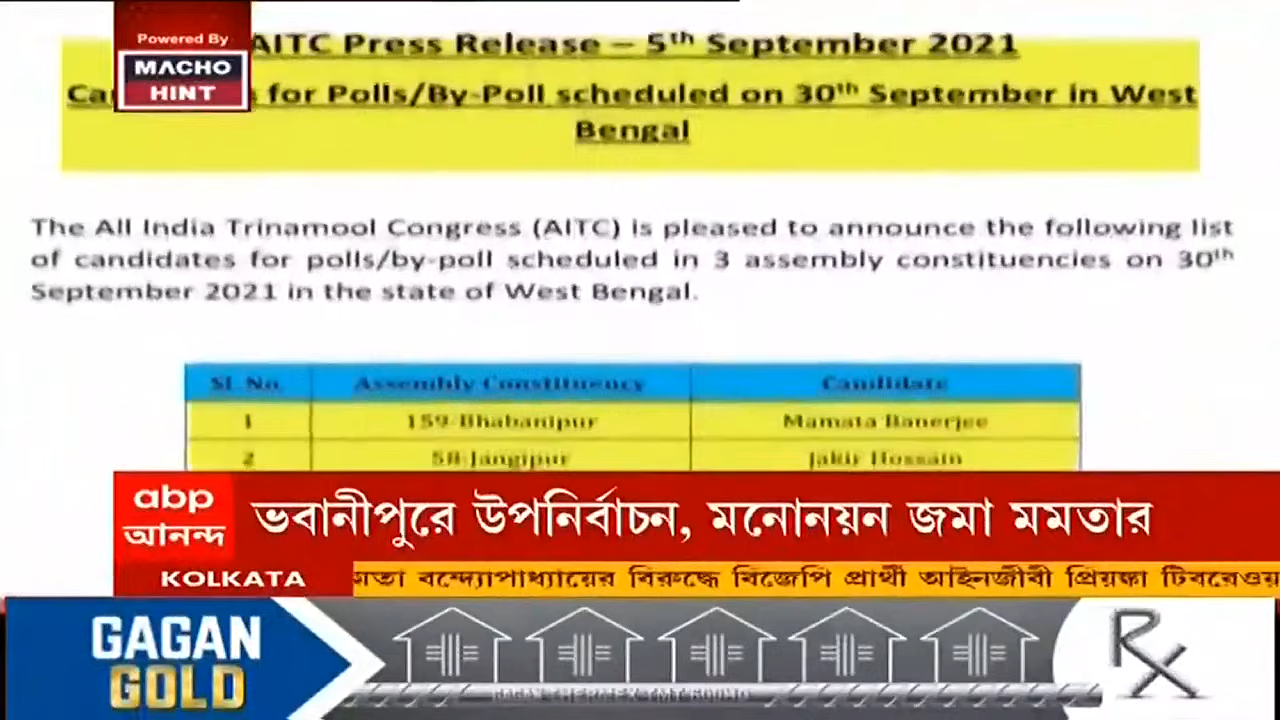 Powered By
MACHO
HINT
AITC Press Release – 5th September 2021
for Polls/By-Poll scheduled on 30th September in West
Bengal
The All India Trinamool Congress (AITC) is pleased to announce the following list
of candidates for polls/by-poll scheduled in 3 assembly constituencies on 30th
September 2021 in the state of West Bengal.
Sl. No. Assembly Constituency Candidate
1 159-Bhabanipur Mamata Banerjee
2 58-Jangipur Jakir Hossain
abp
আনন্দ
ভবানীপুরে উপনির্বাচন, মনোনয়ন জমা মমতার
KOLKATA
বন্দ্যোপাধ্যায়ের বিরুদ্ধে বিজেপি প্রার্থী আইনজীবী প্রিয়ঙ্কা টিবরেওয়
GAGAN
GOLD
Rx